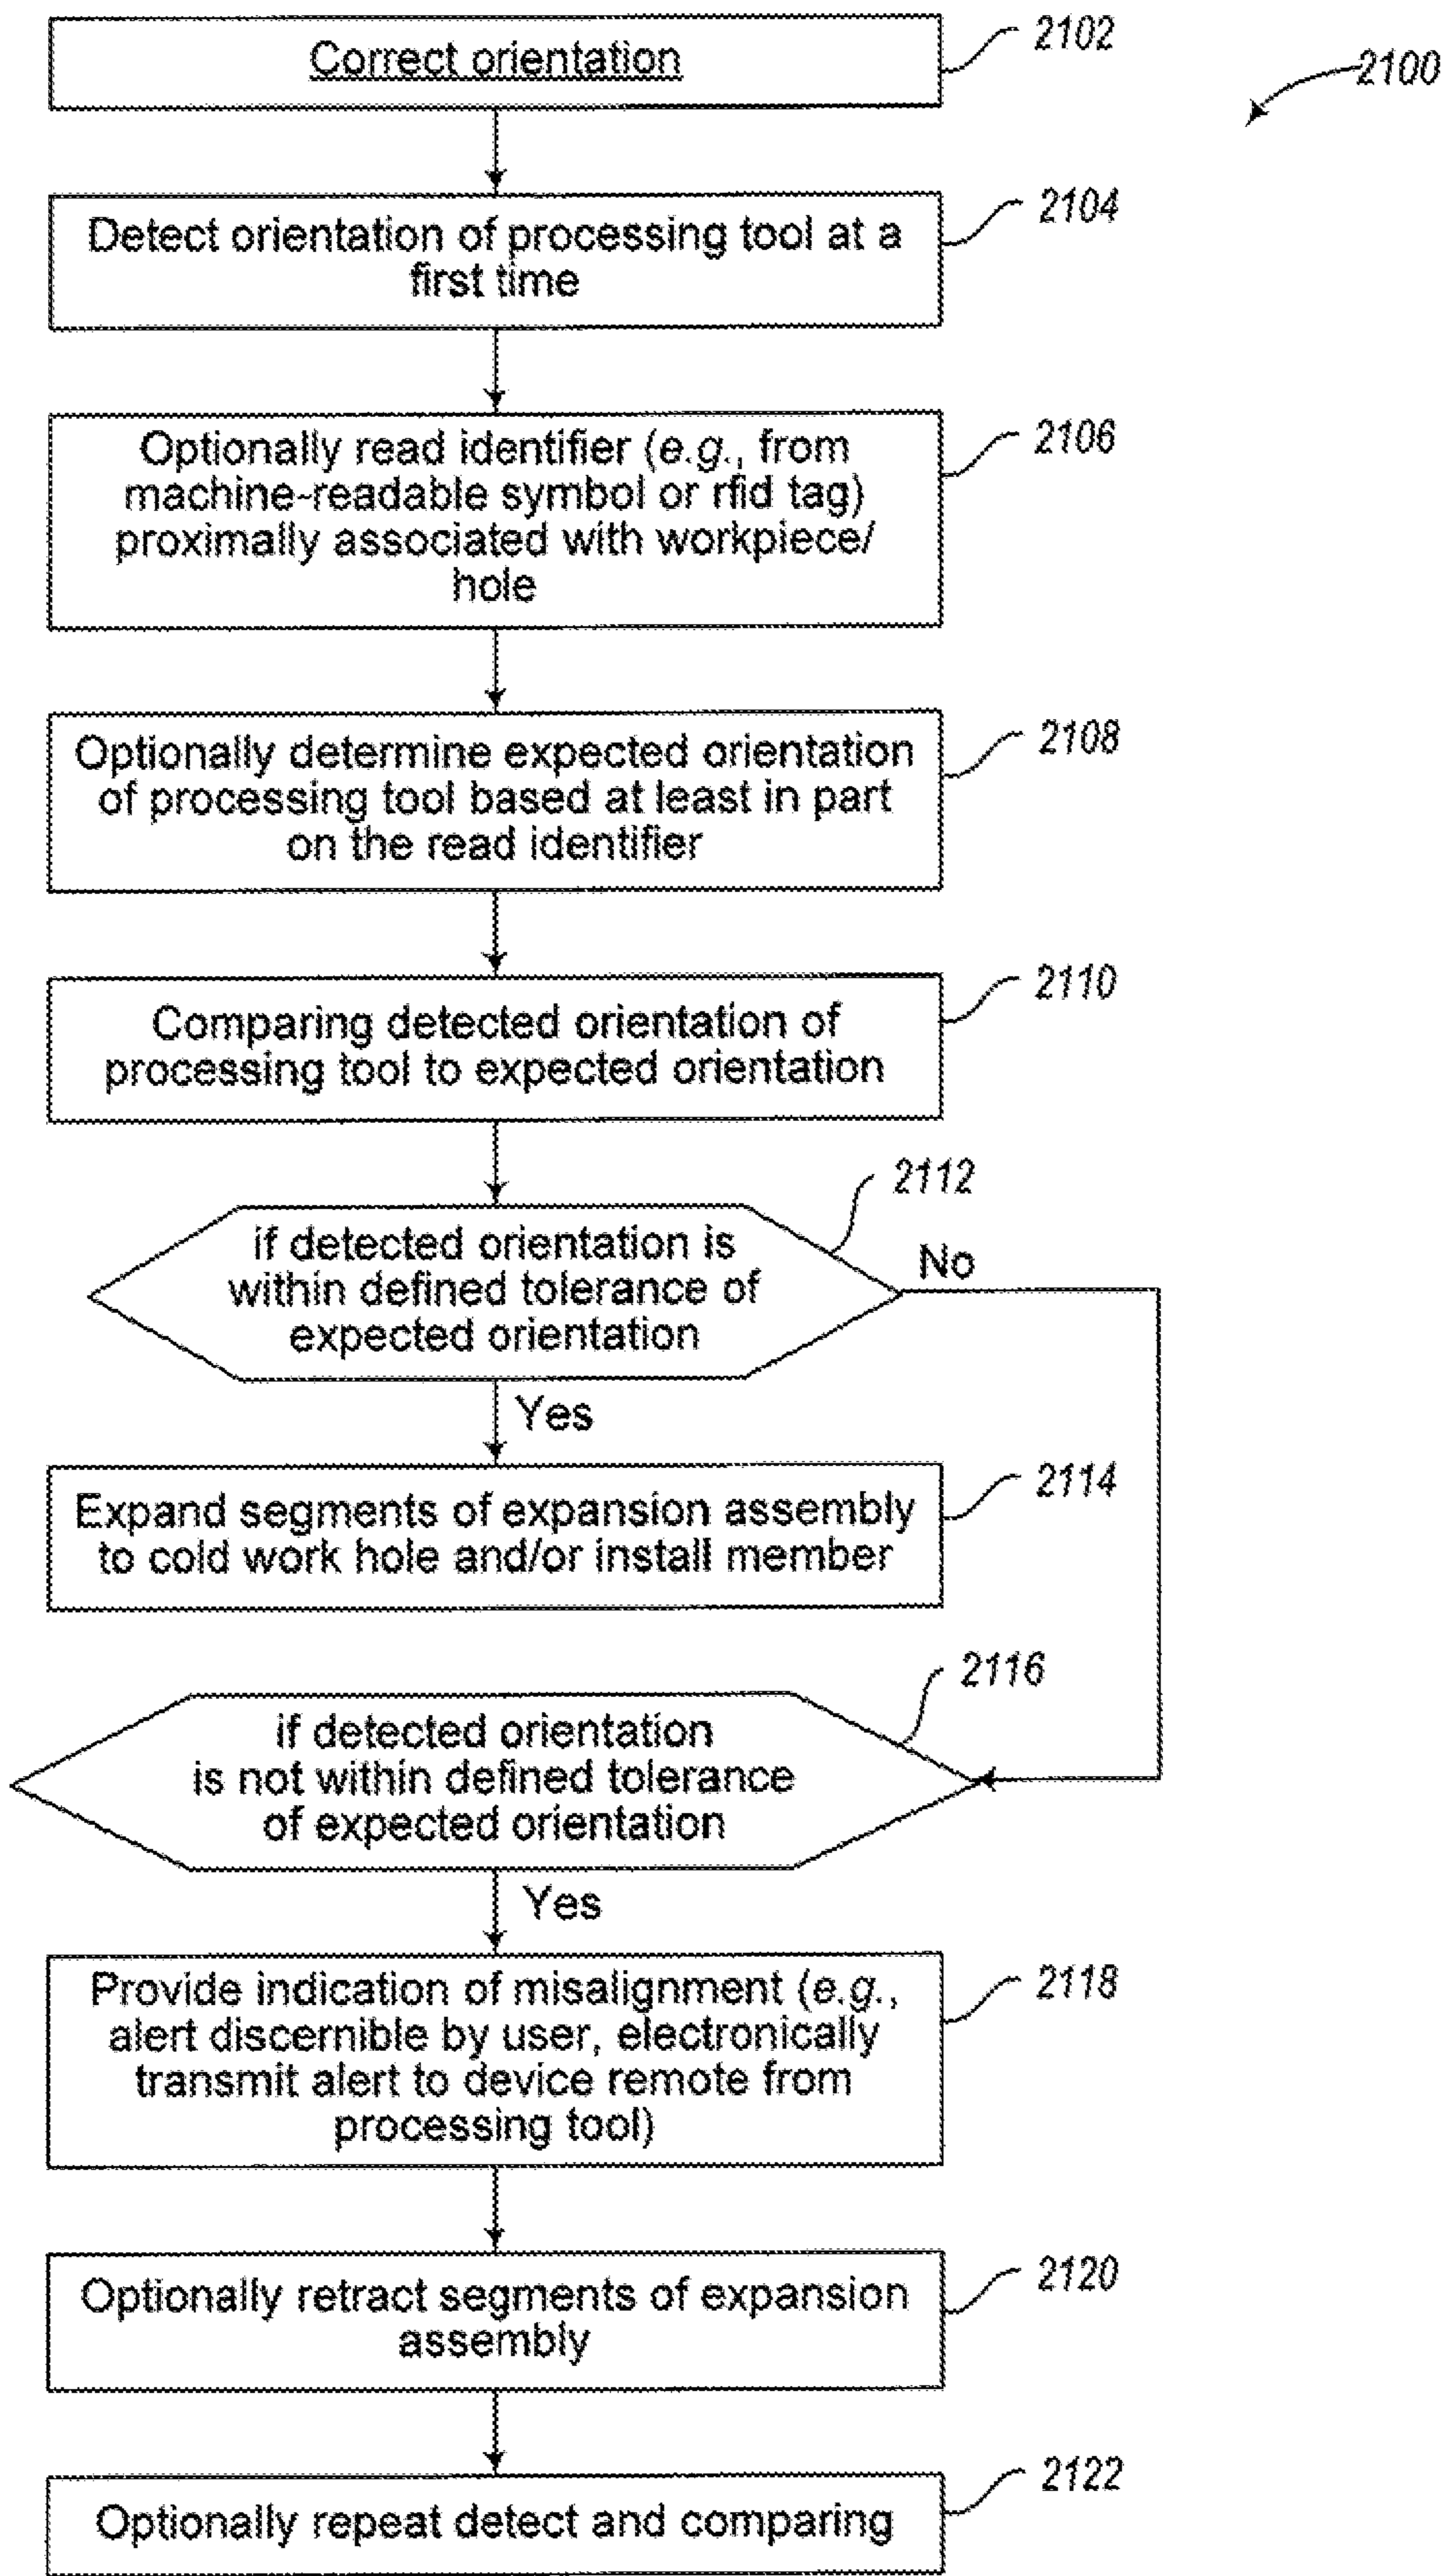 Correct orientation
2102
2100
Detect orientation of processing tool at a
first time
2104
Optionally read identifier (e.g., from
machine-readable symbol or rfid tag)
proximally associated with workpiece/
hole
2106
Optionally determine expected orientation
of processing tool based at least in part
on the read identifier
2108
Comparing detected orientation of
processing tool to expected orientation
2110
if detected orientation is
within defined tolerance of
expected orientation
2112
No
Yes
Expand segments of expansion assembly
to cold work hole and/or install member
2114
if detected orientation
is not within defined tolerance
of expected orientation
2116
Yes
Provide indication of misalignment (e.g.,
alert discernible by user, electronically
transmit alert to device remote from
processing tool)
2118
Optionally retract segments of expansion
assembly
2120
Optionally repeat detect and comparing
2122